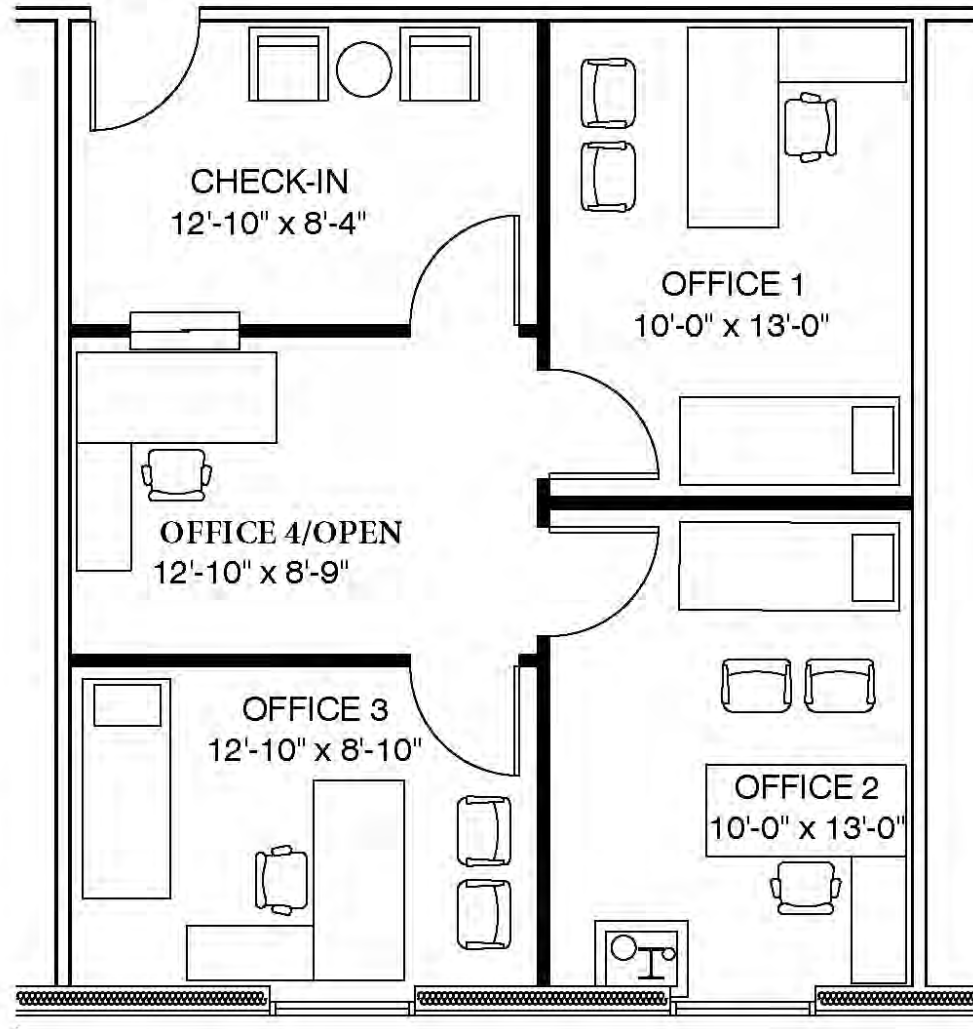 CHECK-IN
12'-10" x 8'-4"
OFFICE 1
10'-0" x 13'-0"
OFFICE 4/OPEN
12'-10" x 8'-9"
OFFICE 3
12'-10" x 8'-10"
OFFICE 2
10'-0" x 13'-0"